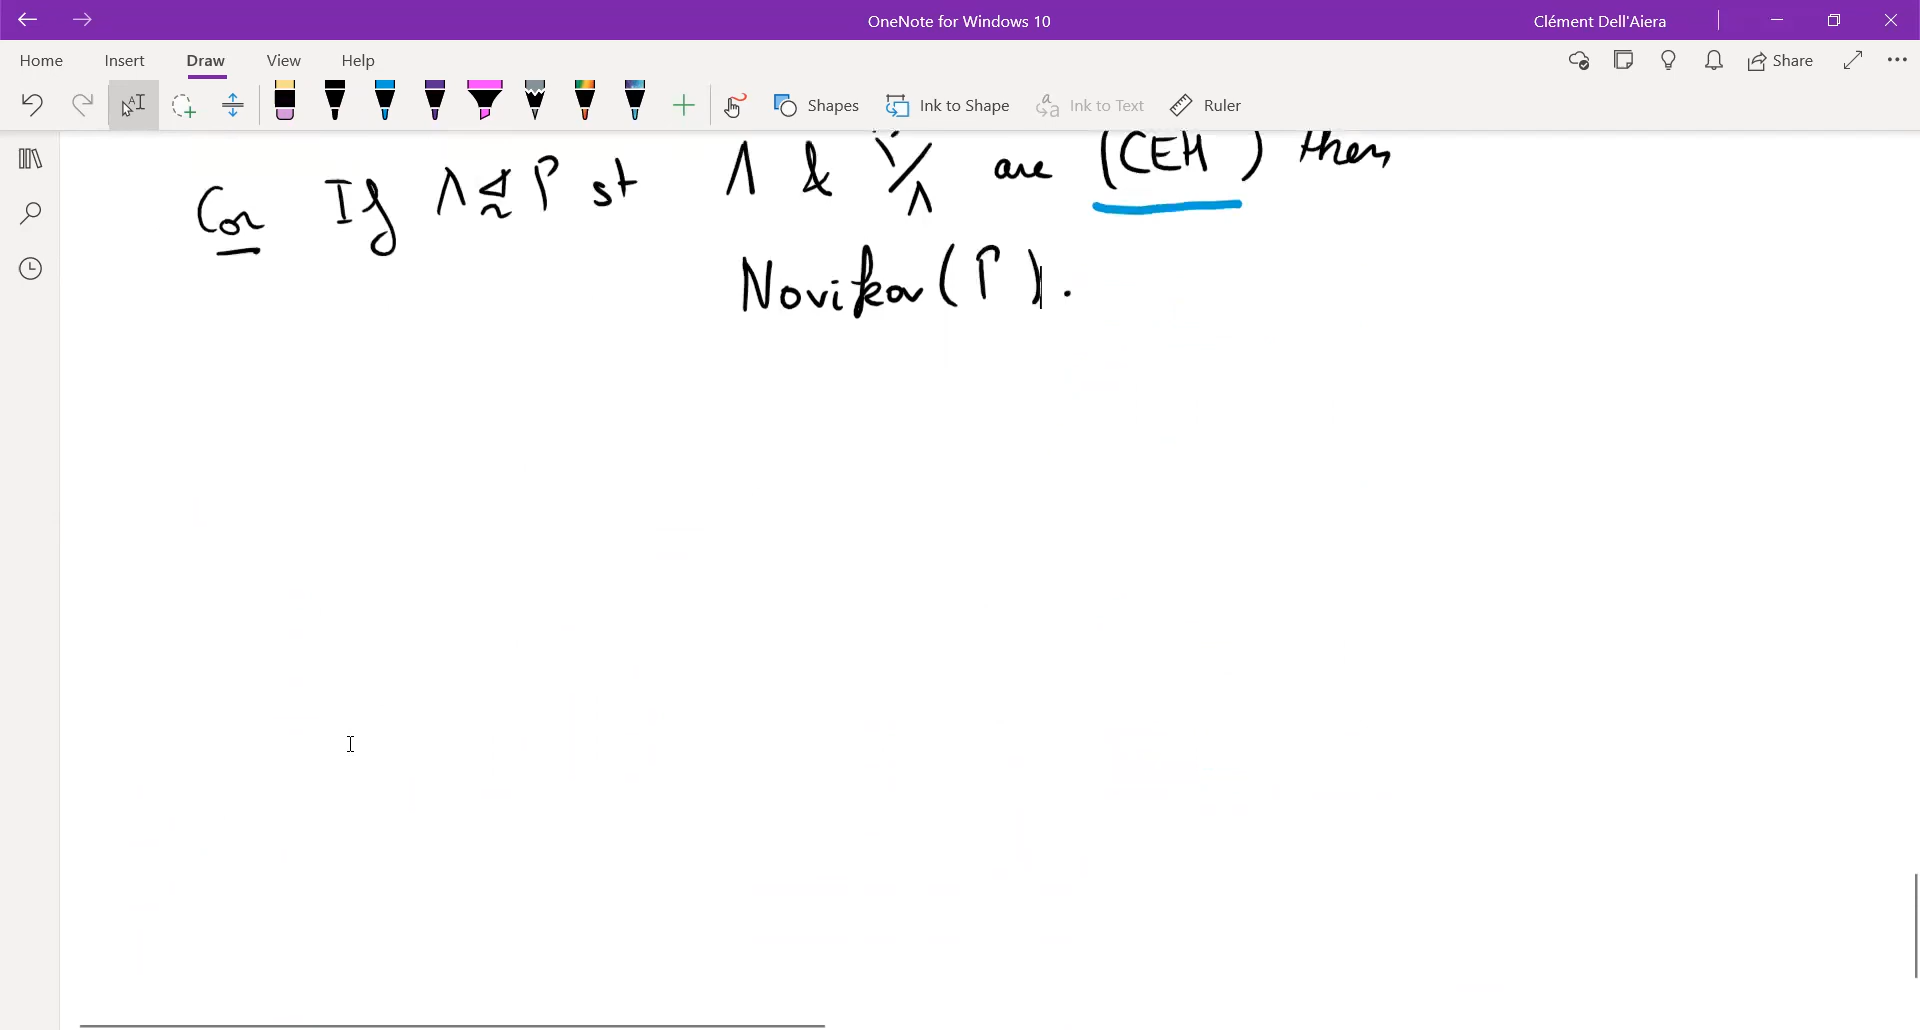 OneNote for Windows 10
Clément Dell'Aiera
Home Insert Draw View Help
Share
Shapes Ink to Shape Ink to Text Ruler
Cor If Λ ⊴ Γ st Λ & Γ/Λ are (CEH) then
Novikov (Γ).